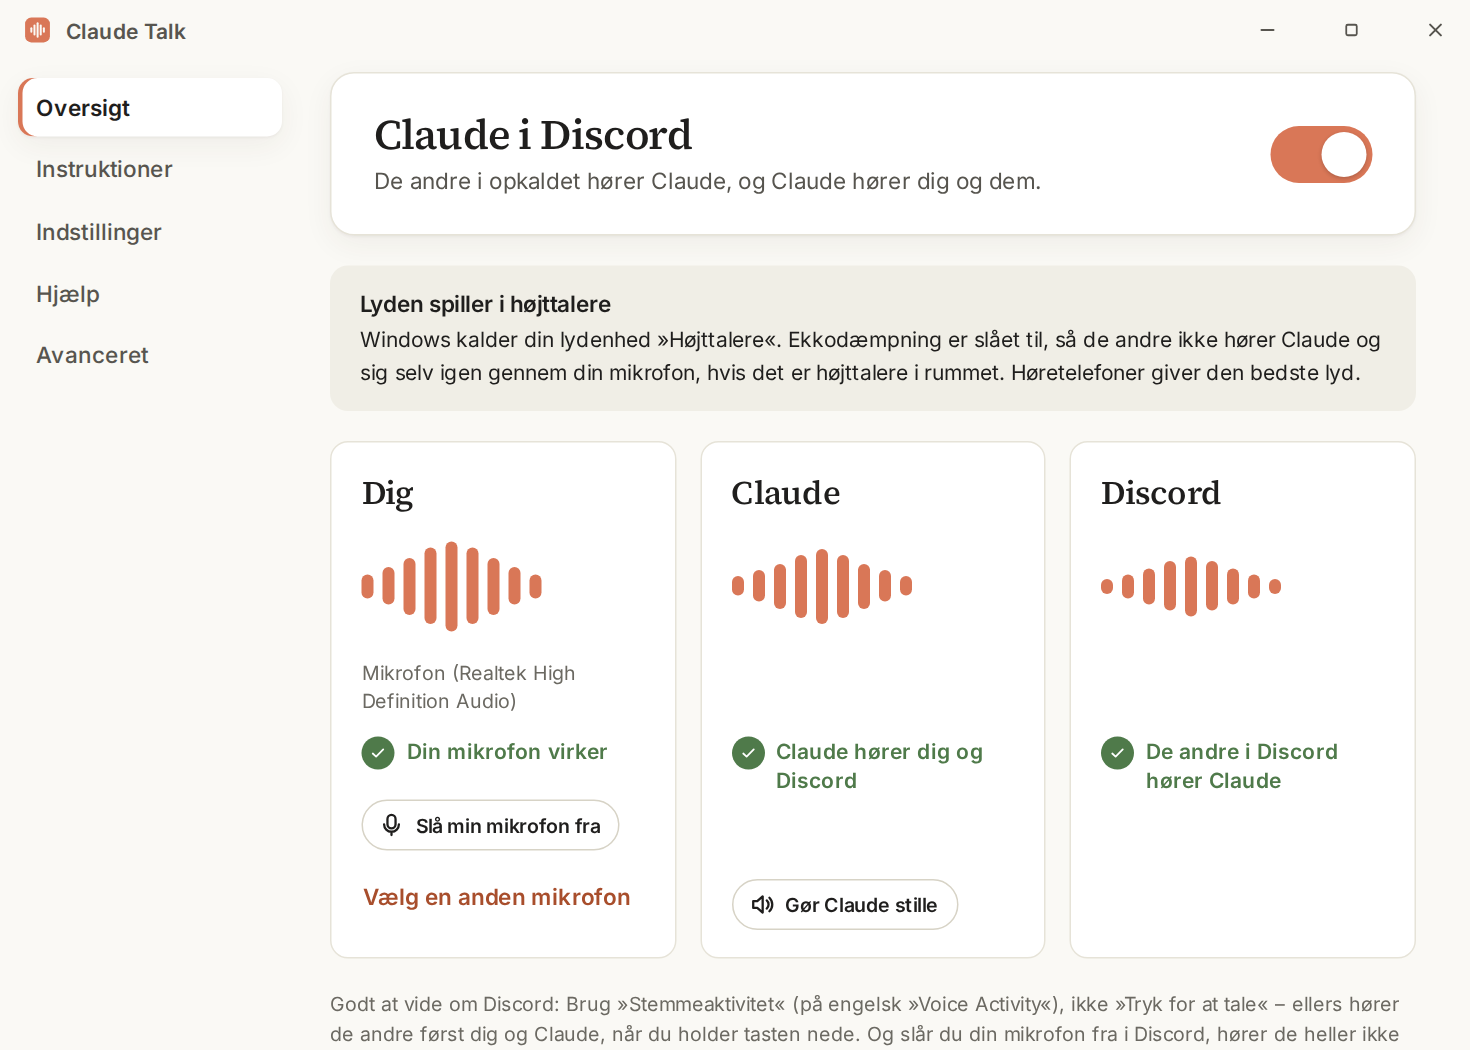 Claude Talk
Oversigt
Instruktioner
Indstillinger
Hjælp
Avanceret
Claude i Discord
De andre i opkaldet hører Claude, og Claude hører dig og dem.
Lyden spiller i højttalere
Windows kalder din lydenhed »Højttalere«. Ekkodæmpning er slået til, så de andre ikke hører Claude og
sig selv igen gennem din mikrofon, hvis det er højttalere i rummet. Høretelefoner giver den bedste lyd.
Dig
Mikrofon (Realtek High
Definition Audio)
Din mikrofon virker
Slå min mikrofon fra
Vælg en anden mikrofon
Claude
Claude hører dig og
Discord
Gør Claude stille
Discord
De andre i Discord
hører Claude
Godt at vide om Discord: Brug »Stemmeaktivitet« (på engelsk »Voice Activity«), ikke »Tryk for at tale« – ellers hører
de andre først dig og Claude, når du holder tasten nede. Og slår du din mikrofon fra i Discord, hører de heller ikke